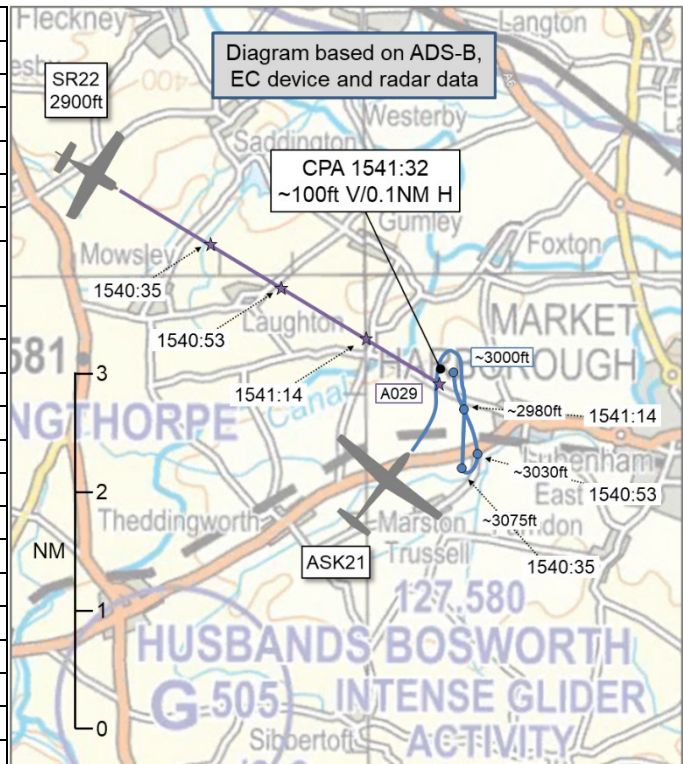 Fleckney
Langton
Diagram based on ADS-B,
EC device and radar data
SR22
2900ft
Westerby
Saddington
CPA 1541:32
~100ft V/0.1NM H
Gumley
Foxton
Mowsley
1540:35
1540:53
Laughton
MARKET
HARBOROUGH
~3000ft
581
3
1541:14
A029
Canal
~2980ft
1541:14
NGTHORPE
Lubenham
~3030ft
East
1540:53
2
Theddingworth
~3075ft
NM
Marston
Trussell
1540:35
ASK21
127.580
1
HUSBANDS BOSWORTH
G 505
INTENSE GLIDER
ACTIVITY
0